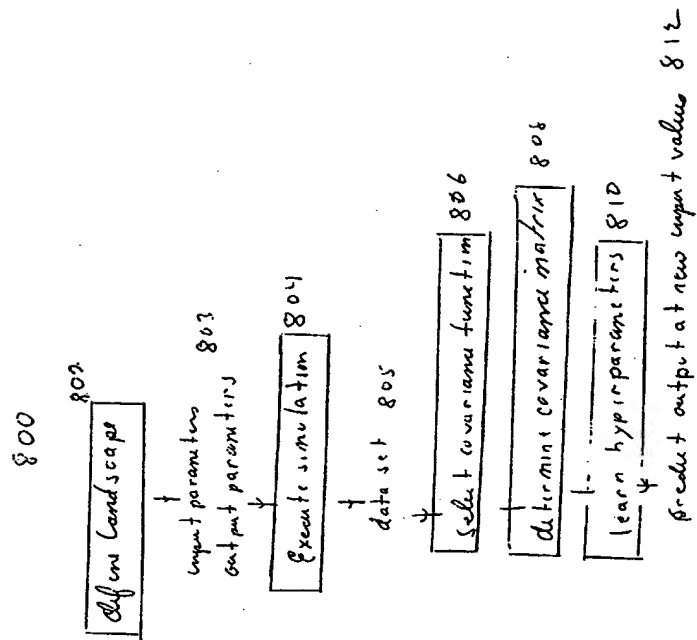 800
802
define landscape
input parameters
output parameters 803
Execute simulation 804
data set 805
select covariance function 806
determine covariance matrix 808
learn hyperparameters 810
predict output at new input values 812